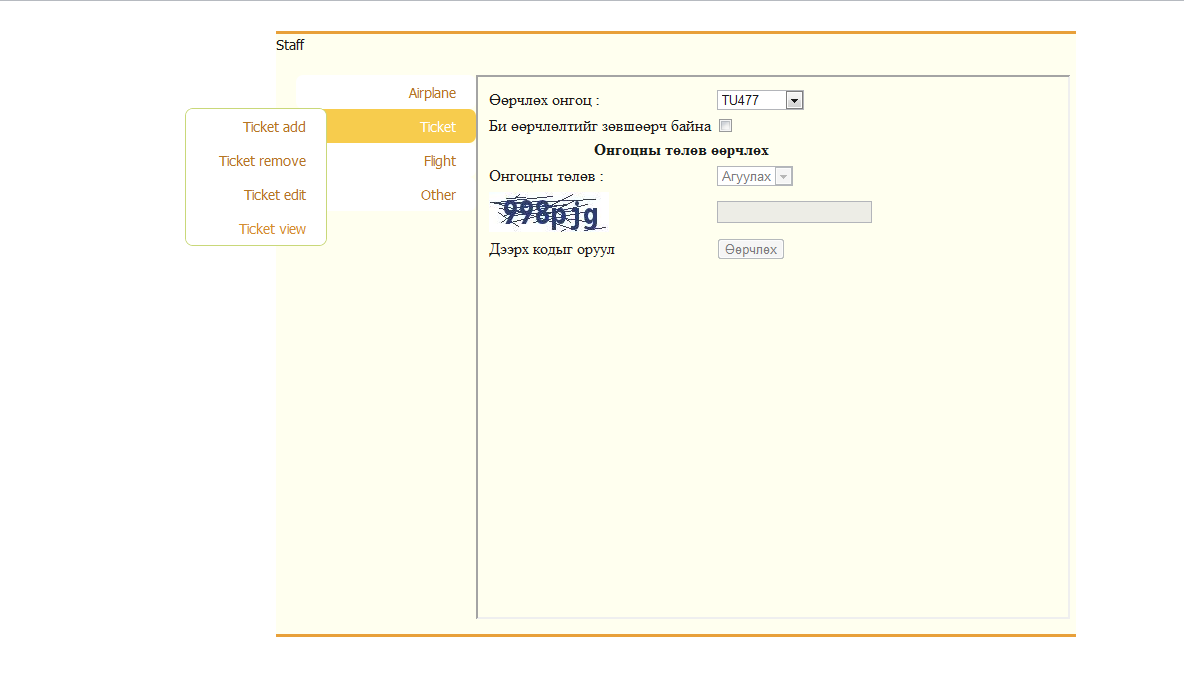 Staff
Airplane
Ticket
Flight
Other
Ticket add
Ticket remove
Ticket edit
Ticket view
Өөрчлөх онгоц : TU477
Би өөрчлөлтийг зөвшөөрч байна
Онгоцны төлөв өөрчлөх
Онгоцны төлөв : Агуулах
998pjg
Дээрх кодыг оруул Өөрчлөх